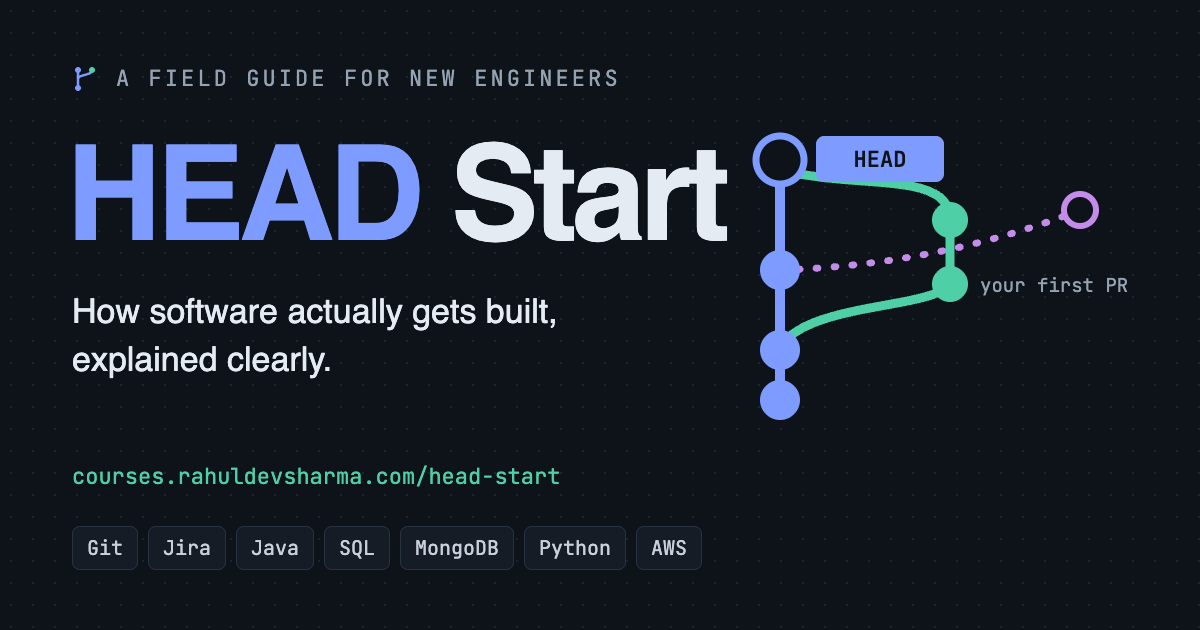 A FIELD GUIDE FOR NEW ENGINEERS
HEAD Start
HEAD
your first PR
How software actually gets built,
explained clearly.
courses.rahuldevsharma.com/head-start
Git
Jira
Java
SQL
MongoDB
Python
AWS